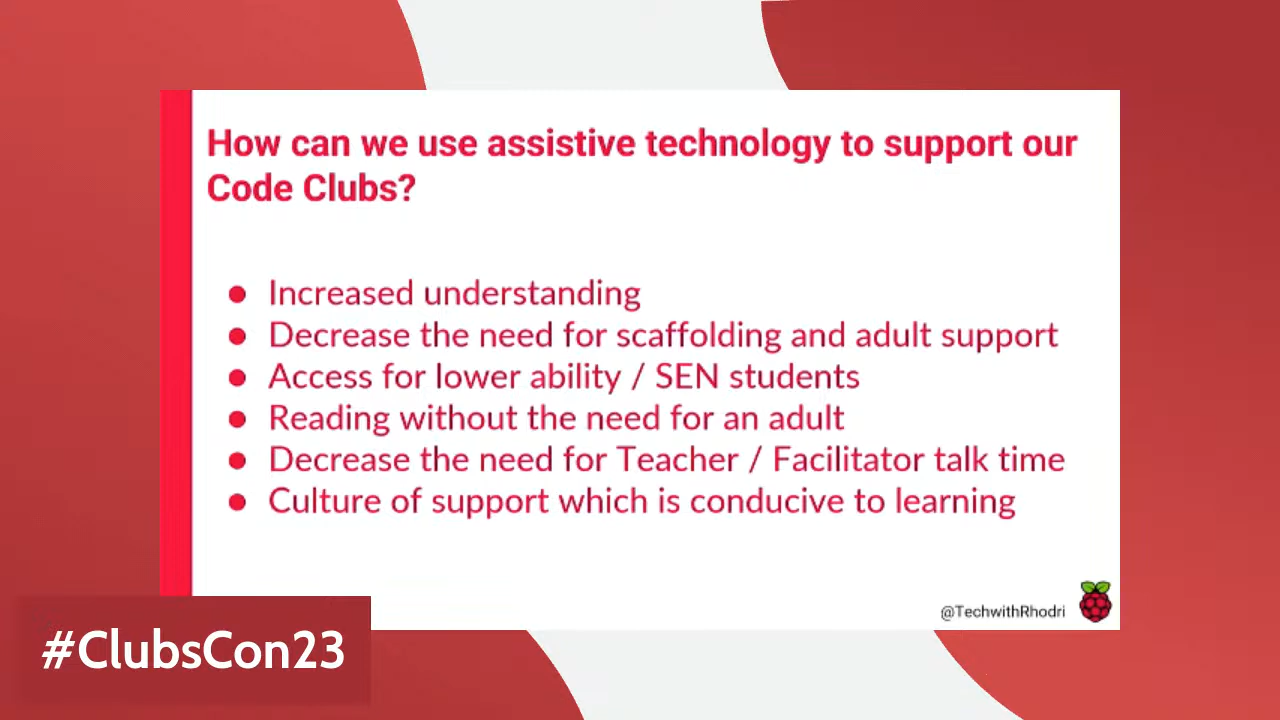 How can we use assistive technology to support our
Code Clubs?
● Increased understanding
● Decrease the need for scaffolding and adult support
● Access for lower ability / SEN students
● Reading without the need for an adult
● Decrease the need for Teacher / Facilitator talk time
● Culture of support which is conducive to learning
@TechwithRhodri
#ClubsCon23